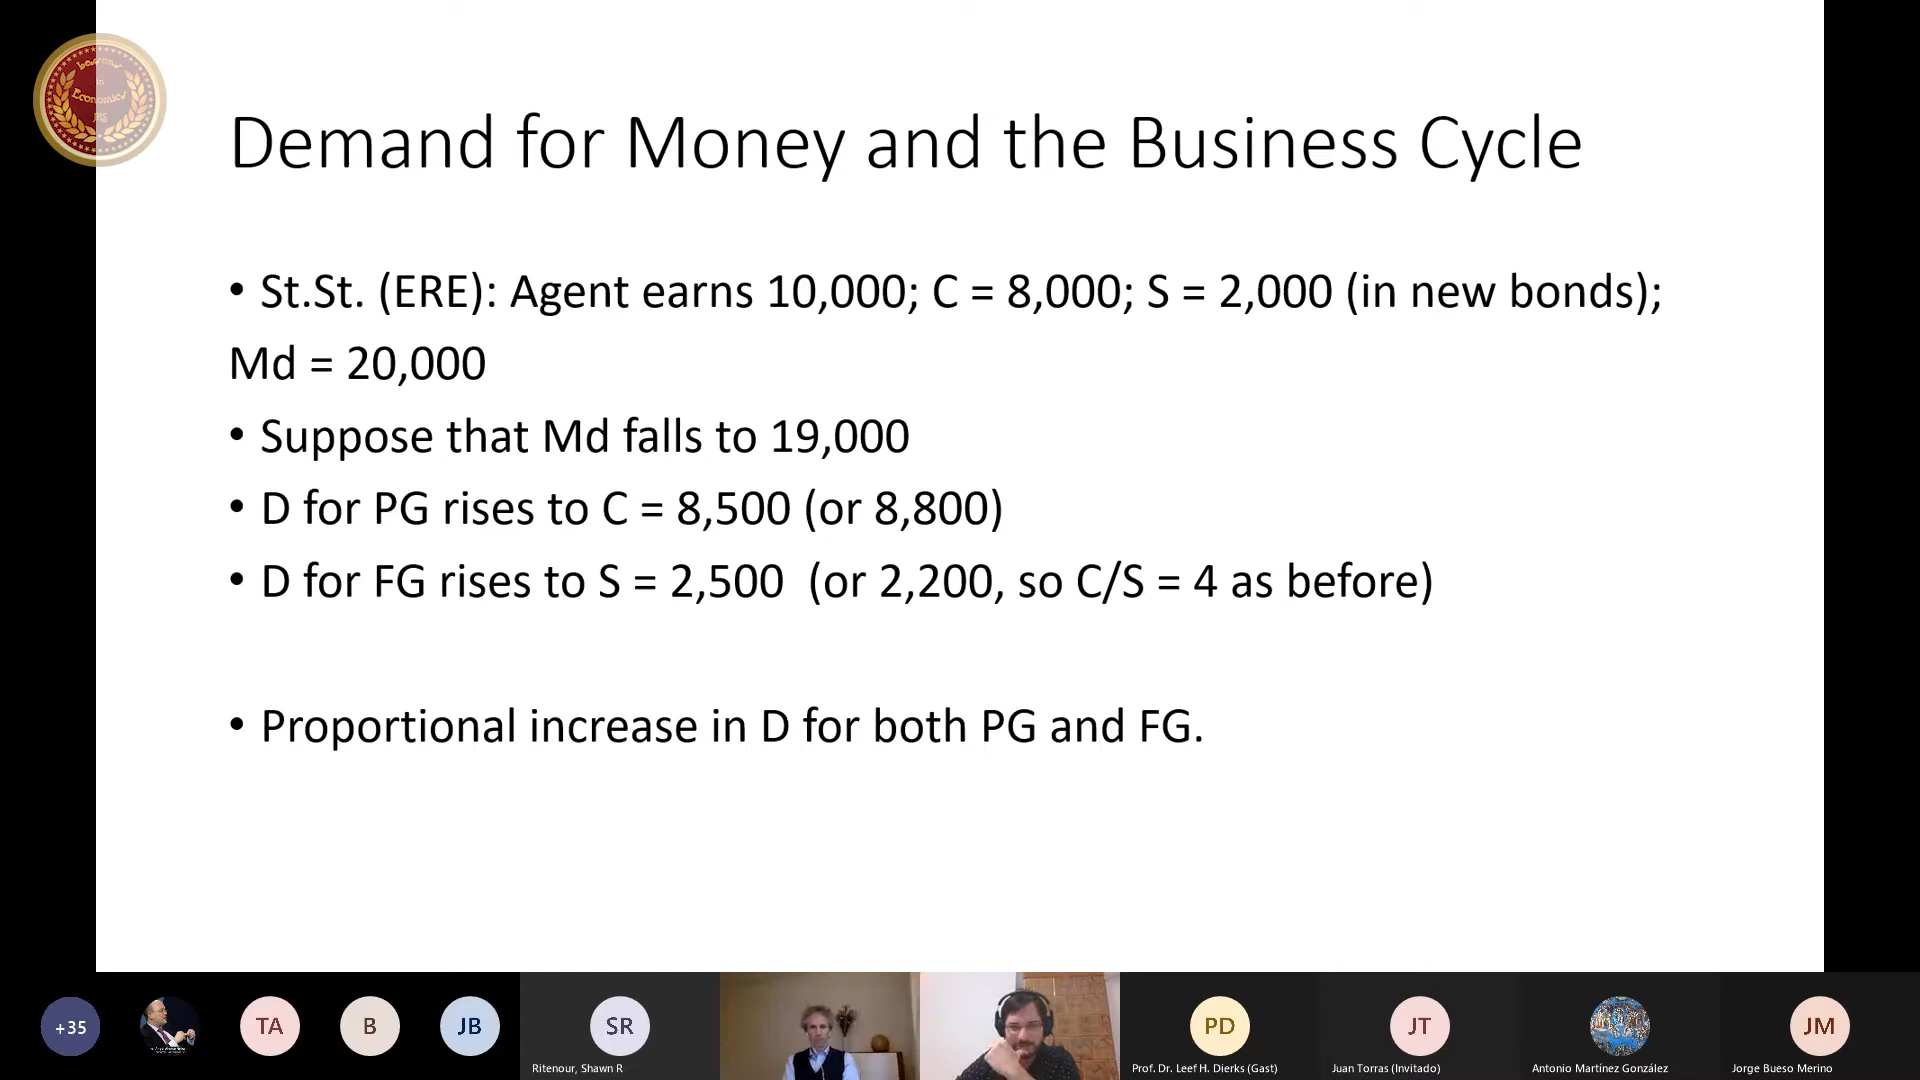 Lessons
in
Economics
JHS
Demand for Money and the Business Cycle
• St.St. (ERE): Agent earns 10,000; C = 8,000; S = 2,000 (in new bonds);
Md = 20,000
• Suppose that Md falls to 19,000
• D for PG rises to C = 8,500 (or 8,800)
• D for FG rises to S = 2,500 (or 2,200, so C/S = 4 as before)
• Proportional increase in D for both PG and FG.
+35
TA
B
JB
SR
Ritenour, Shawn R
PD
Prof. Dr. Leef H. Dierks (Gast)
JT
Juan Torras (Invitado)
Antonio Martínez González
JM
Jorge Bueso Merino